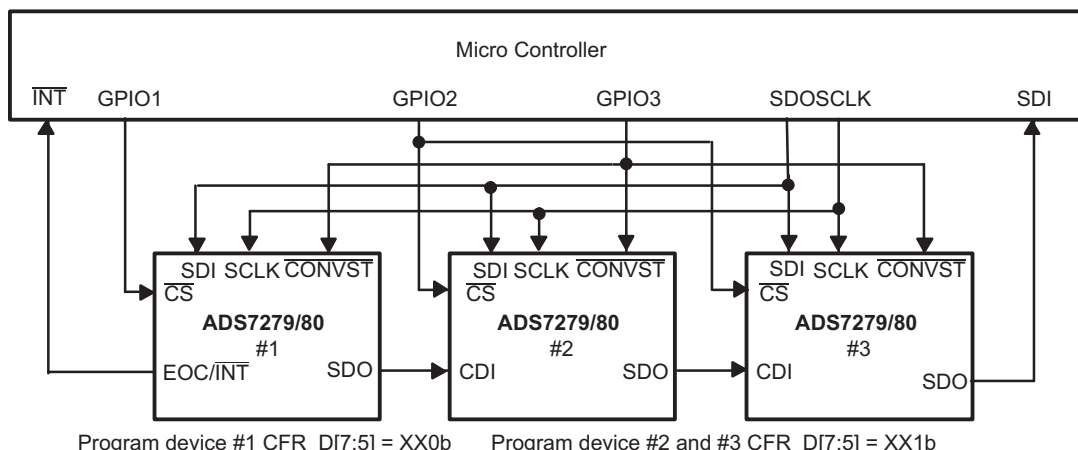 Micro Controller
INT GPIO1 GPIO2 GPIO3 SDOSCLK SDI
SDI SCLK CONVST SDI SCLK CONVST SDI SCLK CONVST
CS CS CS
ADS7279/80 ADS7279/80 ADS7279/80
#1 #2 #3
EOC/INT SDO CDI SDO CDI SDO
Program device #1 CFR_D[7:5] = XX0b Program device #2 and #3 CFR_D[7:5] = XX1b